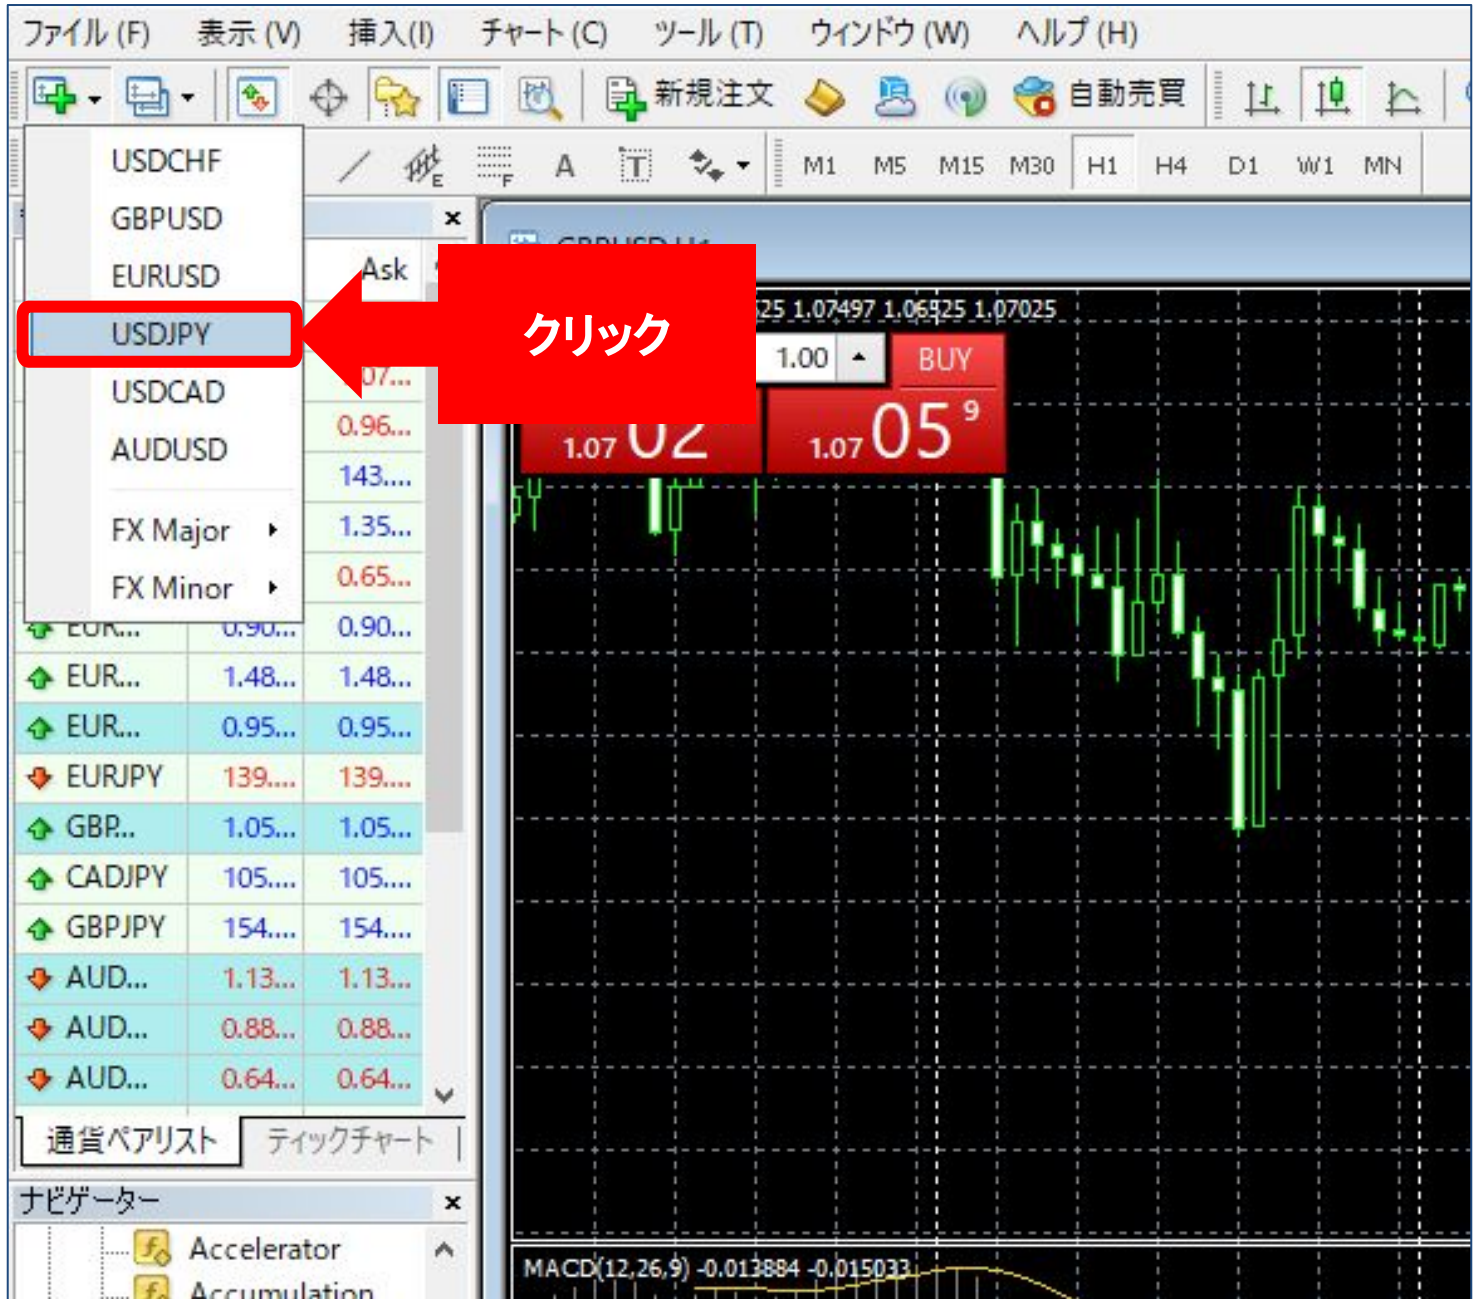 ファイル (F) 表示 (V) 挿入(I) チャート (C) ツール (T) ウィンドウ (W) ヘルプ (H)
新規注文 自動売買
E F A T M1 M5 M15 M30 H1 H4 D1 W1 MN
USDCHF
GBPUSD
EURUSD
USDJPY
USDCAD
AUDUSD
FX Major
FX Minor
Ask
クリック
0.96...
143....
1.35...
0.65...
EUR... 0.90... 0.90...
EUR... 1.48... 1.48...
EUR... 0.95... 0.95...
EURJPY 139.... 139....
GBP... 1.05... 1.05...
CADJPY 105.... 105....
GBPJPY 154.... 154....
AUD... 1.13... 1.13...
AUD... 0.88... 0.88...
AUD... 0.64... 0.64...
通貨ペアリスト ティックチャート
ナビゲーター
Accelerator
Accumulation
1.07497 1.06525 1.07025
1.00 BUY
1.07 02 1.07 05 9
MACD(12,26,9) -0.013884 -0.015033